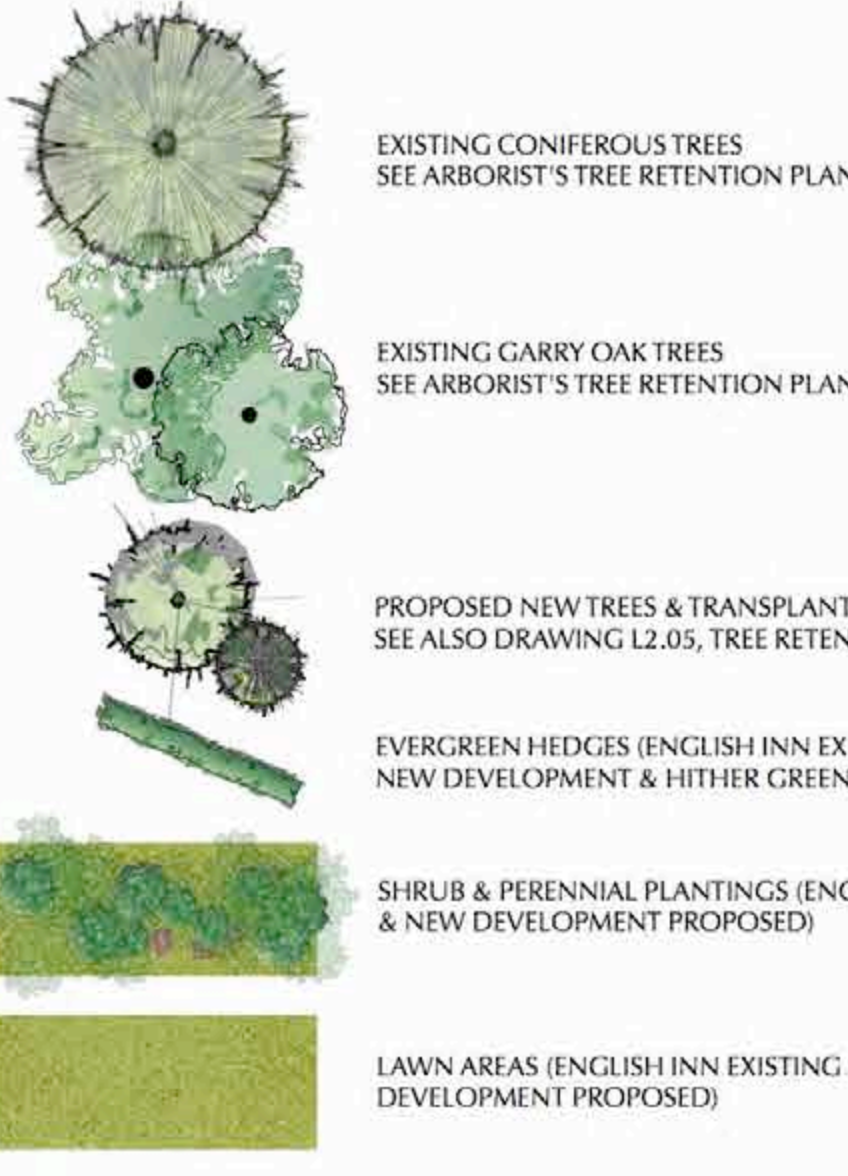 EXISTING CONIFEROUS TREES
SEE ARBORIST'S TREE RETENTION PLAN
EXISTING GARRY OAK TREES
SEE ARBORIST'S TREE RETENTION PLAN
PROPOSED NEW TREES & TRANSPLANT
SEE ALSO DRAWING L2.05, TREE RETEN
EVERGREEN HEDGES (ENGLISH INN EX
NEW DEVELOPMENT & HITHER GREEN
SHRUB & PERENNIAL PLANTINGS (ENG
& NEW DEVELOPMENT PROPOSED)
LAWN AREAS (ENGLISH INN EXISTING
DEVELOPMENT PROPOSED)